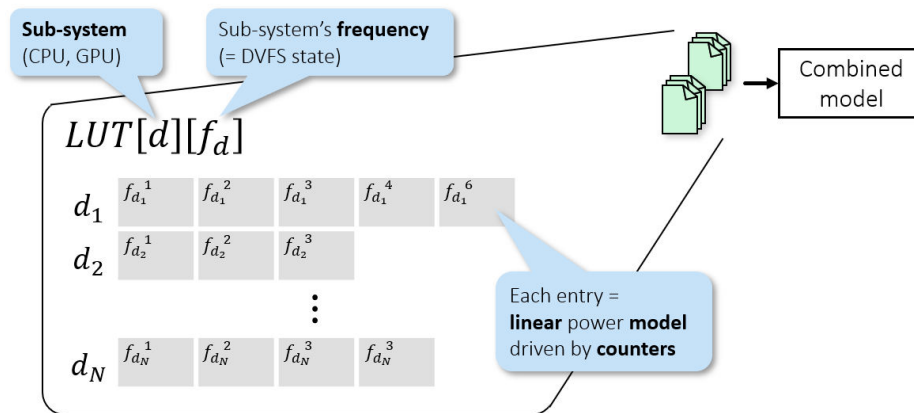 Sub-system
(CPU, GPU)
Sub-system's frequency
(= DVFS state)
Combined
model
LUT[d][f_d]
d_1 f_{d_1}^1 f_{d_1}^2 f_{d_1}^3 f_{d_1}^4 f_{d_1}^6
d_2 f_{d_2}^1 f_{d_2}^2 f_{d_2}^3
⋮
d_N f_{d_N}^1 f_{d_N}^2 f_{d_N}^3 f_{d_N}^3
Each entry =
linear power model
driven by counters